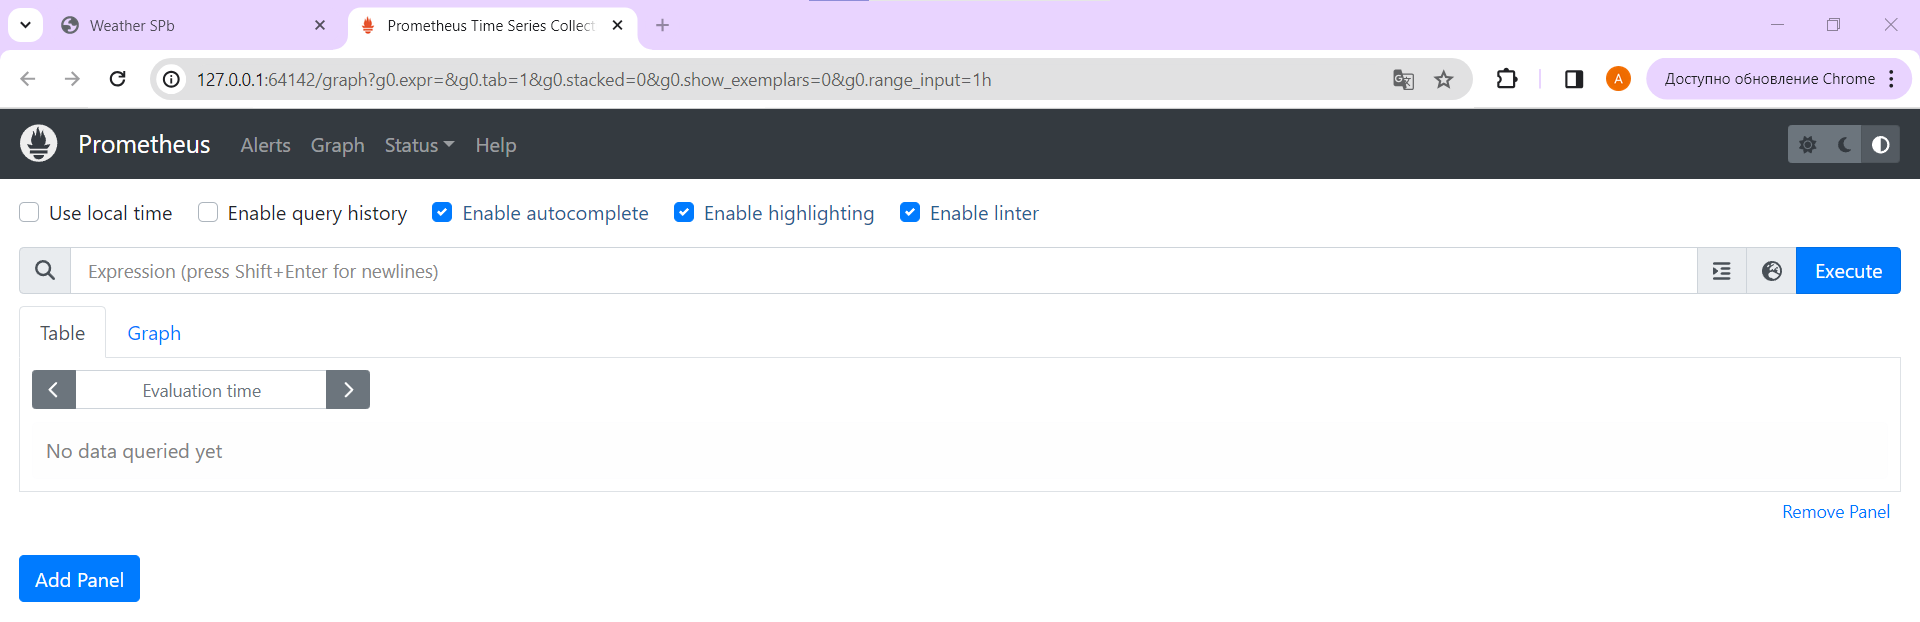 Weather SPb
Prometheus Time Series Collect
127.0.0.1:64142/graph?g0.expr=&g0.tab=1&g0.stacked=0&g0.show_exemplars=0&g0.range_input=1h
A
Доступно обновление Chrome
Prometheus
Alerts
Graph
Status
Help
Use local time
Enable query history
Enable autocomplete
Enable highlighting
Enable linter
Expression (press Shift+Enter for newlines)
Execute
Table
Graph
Evaluation time
No data queried yet
Remove Panel
Add Panel